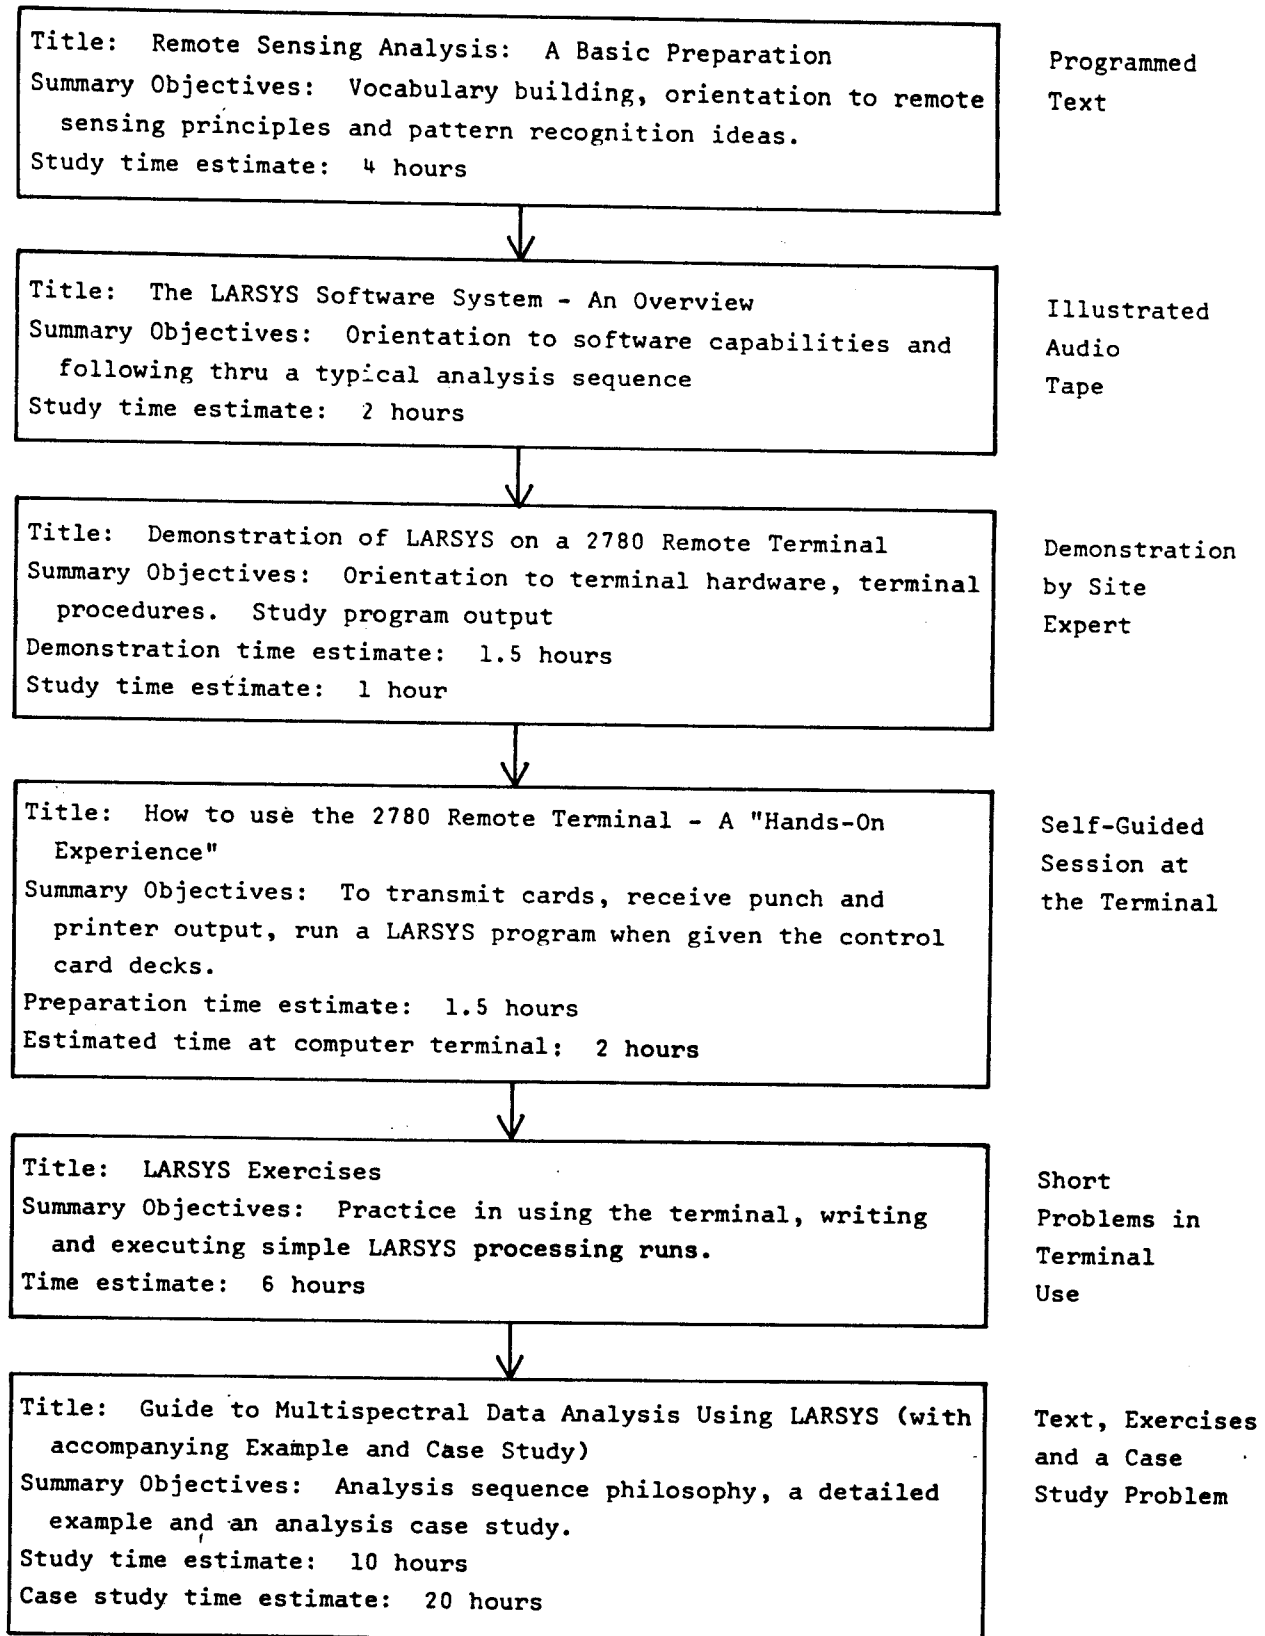 Title: Remote Sensing Analysis: A Basic Preparation
Summary Objectives: Vocabulary building, orientation to remote
sensing principles and pattern recognition ideas.
Study time estimate: 4 hours
Programmed
Text
Title: The LARSYS Software System - An Overview
Summary Objectives: Orientation to software capabilities and
following thru a typical analysis sequence
Study time estimate: 2 hours
Illustrated
Audio
Tape
Title: Demonstration of LARSYS on a 2780 Remote Terminal
Summary Objectives: Orientation to terminal hardware, terminal
procedures. Study program output
Demonstration time estimate: 1.5 hours
Study time estimate: 1 hour
Demonstration
by Site
Expert
Title: How to use the 2780 Remote Terminal - A "Hands-On
Experience"
Summary Objectives: To transmit cards, receive punch and
printer output, run a LARSYS program when given the control
card decks.
Preparation time estimate: 1.5 hours
Estimated time at computer terminal: 2 hours
Self-Guided
Session at
the Terminal
Title: LARSYS Exercises
Summary Objectives: Practice in using the terminal, writing
and executing simple LARSYS processing runs.
Time estimate: 6 hours
Short
Problems in
Terminal
Use
Title: Guide to Multispectral Data Analysis Using LARSYS (with
accompanying Example and Case Study)
Summary Objectives: Analysis sequence philosophy, a detailed
example and an analysis case study.
Study time estimate: 10 hours
Case study time estimate: 20 hours
Text, Exercises
and a Case
Study Problem